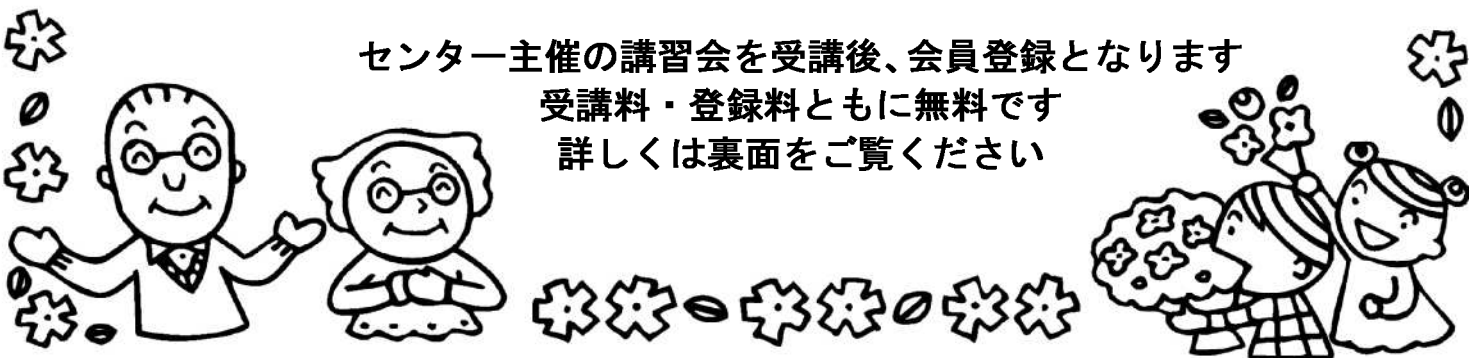 センター主催の講習会を受講後、会員登録となります
受講料・登録料ともに無料です
詳しくは裏面をご覧ください